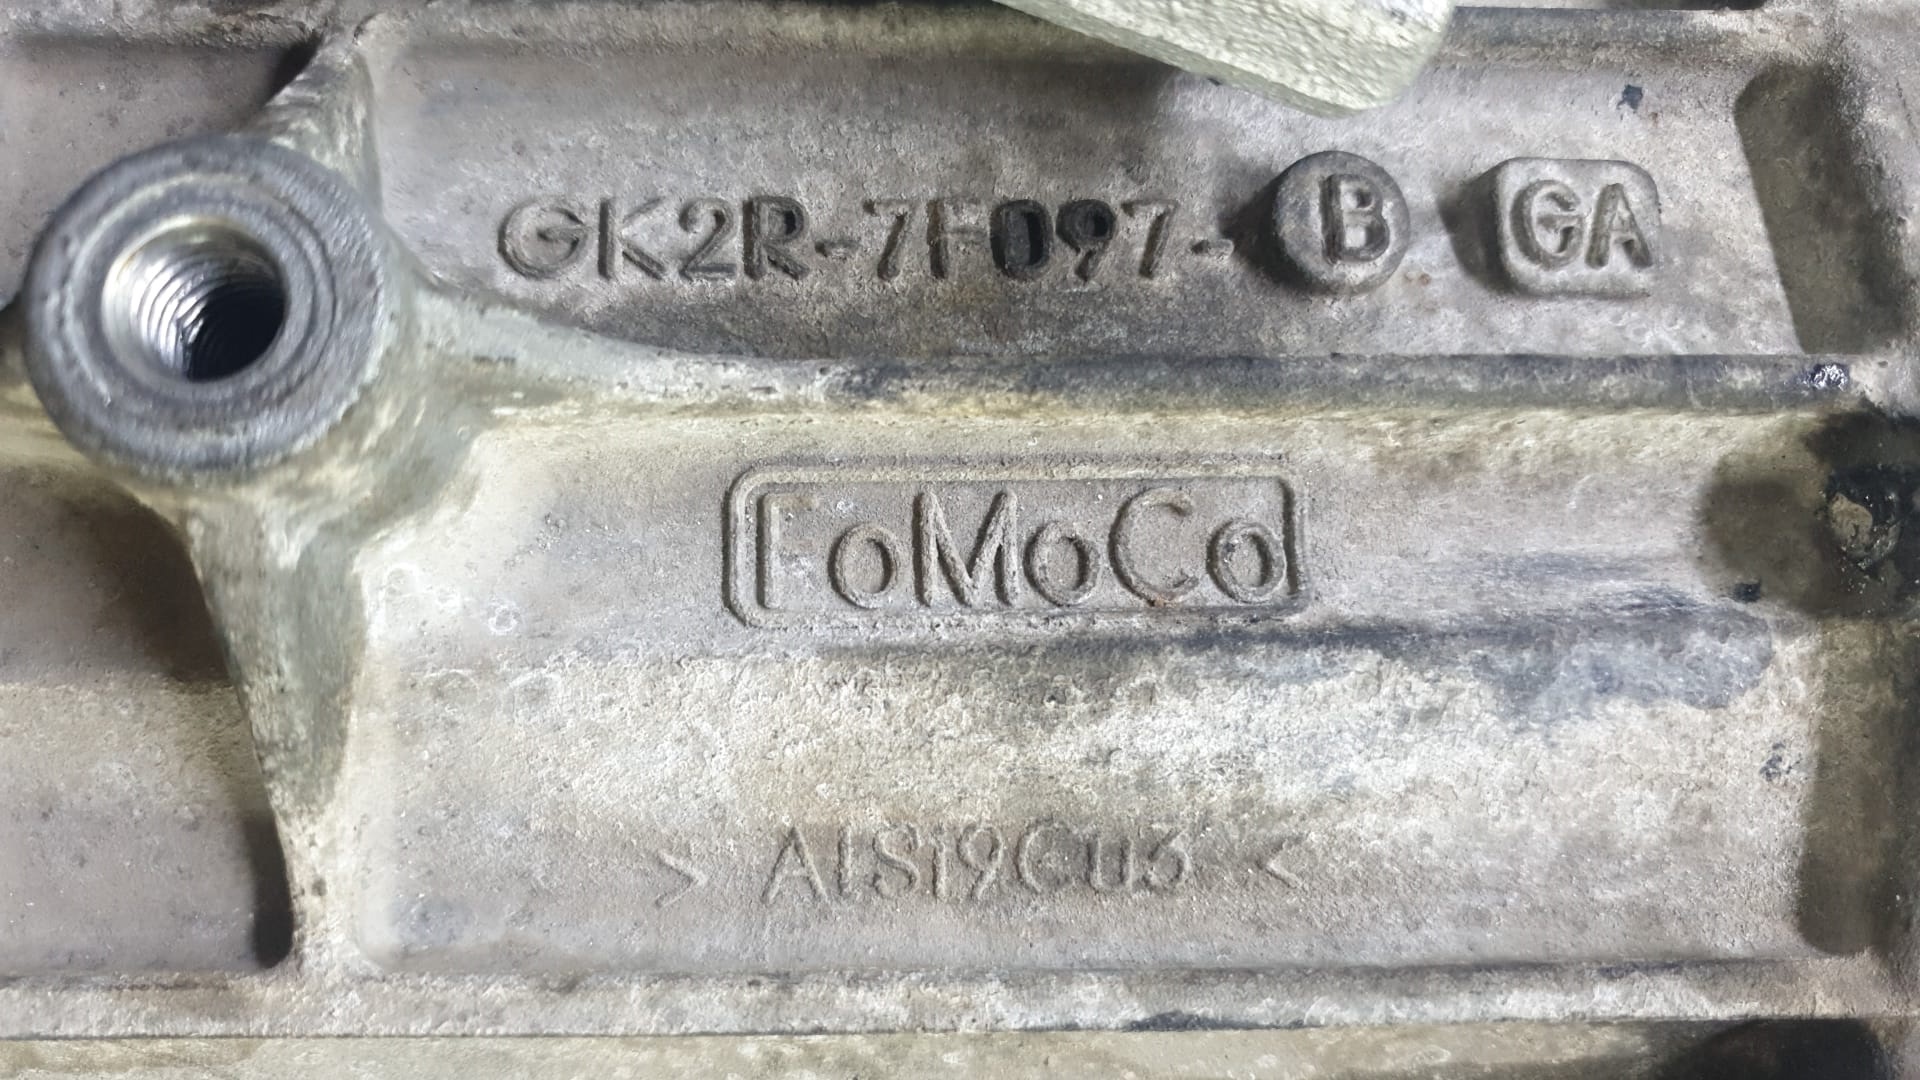 GK2R-7F097- B GA
FoMoCo
> AlSi9Cu3 <